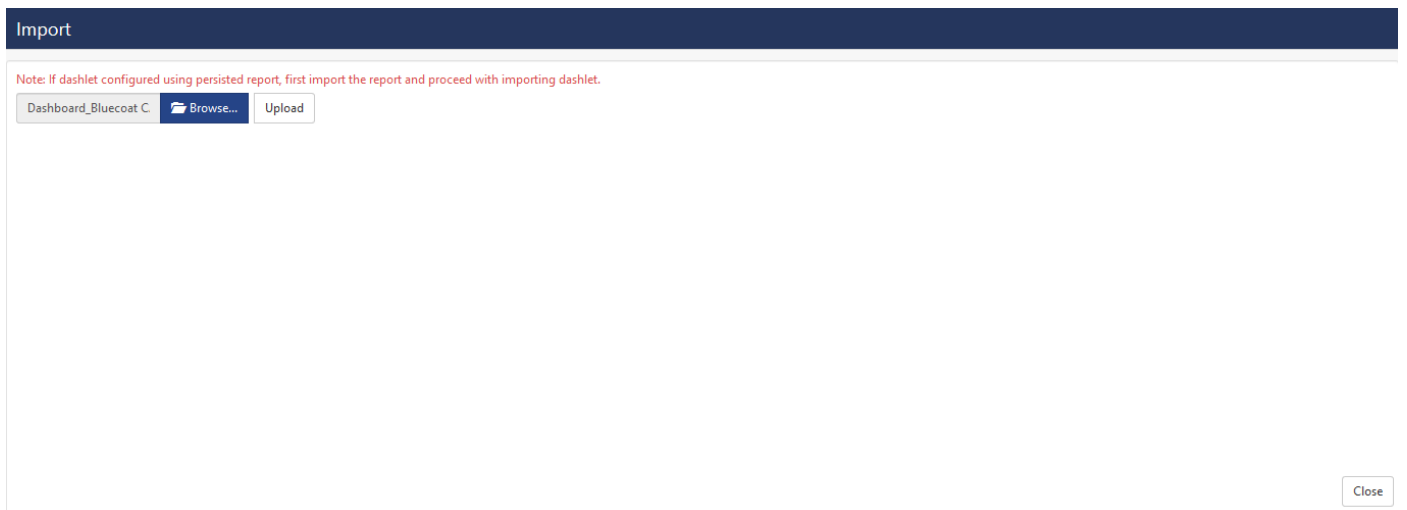 Import
Note: If dashlet configured using persisted report, first import the report and proceed with importing dashlet.
Dashboard_Bluecoat C Browse... Upload
Close